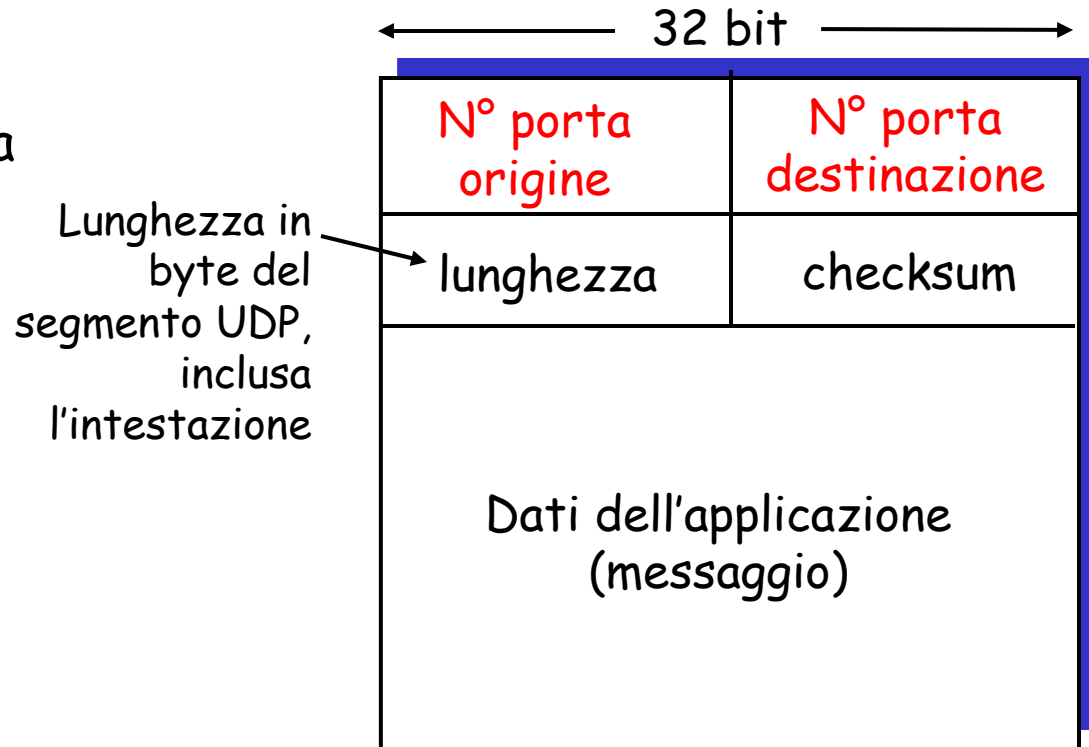 32 bit
N° porta
origine
N° porta
destinazione
a
Lunghezza in
byte del
segmento UDP,
inclusa
l'intestazione
lunghezza
checksum
Dati dell'applicazione
(messaggio)